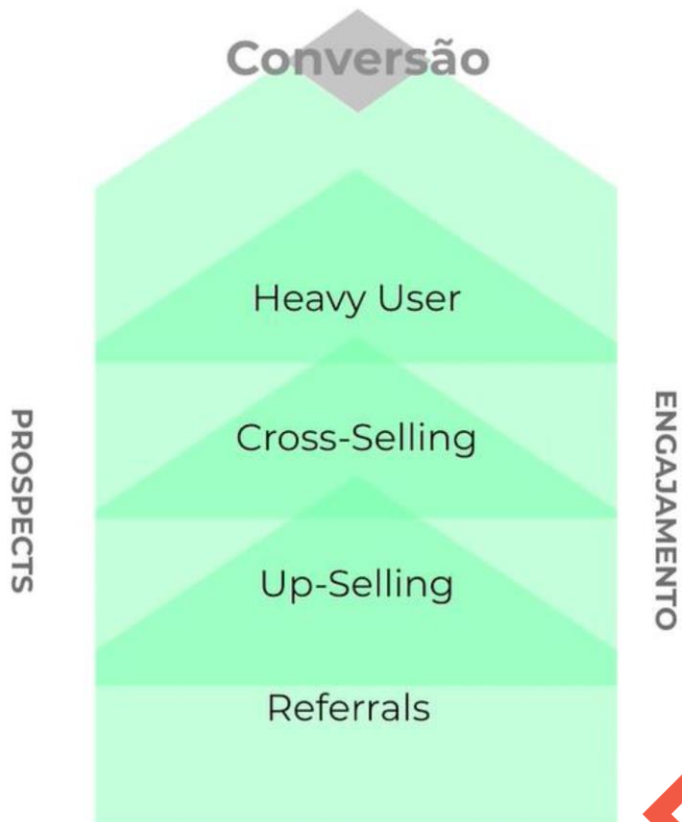 Conversão
Heavy User
Cross-Selling
PROSPECTS
ENGAJAMENTO
Up-Selling
Referrals